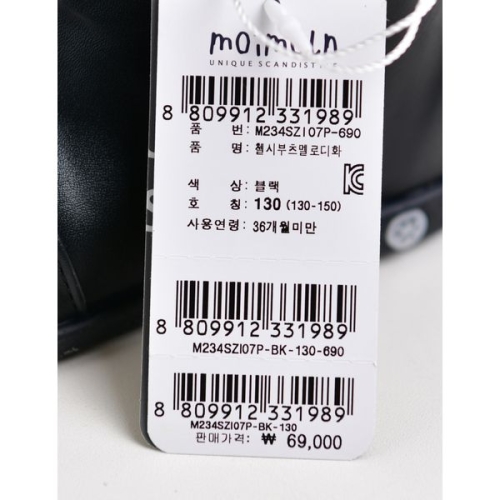 moimoln
UNIQUE SCANDISTYLE
8 809912 331989
품 번: M234SZI07P-690
품 명: 첼시부츠멜로디화
색 상: 블랙
호 칭: 130 (130-150)
사용연령: 36개월미만
8 809912 331989
M234SZI07P-BK-130-690
8 809912 331989
M234SZI07P-BK-130
판매가격: ₩ 69,000